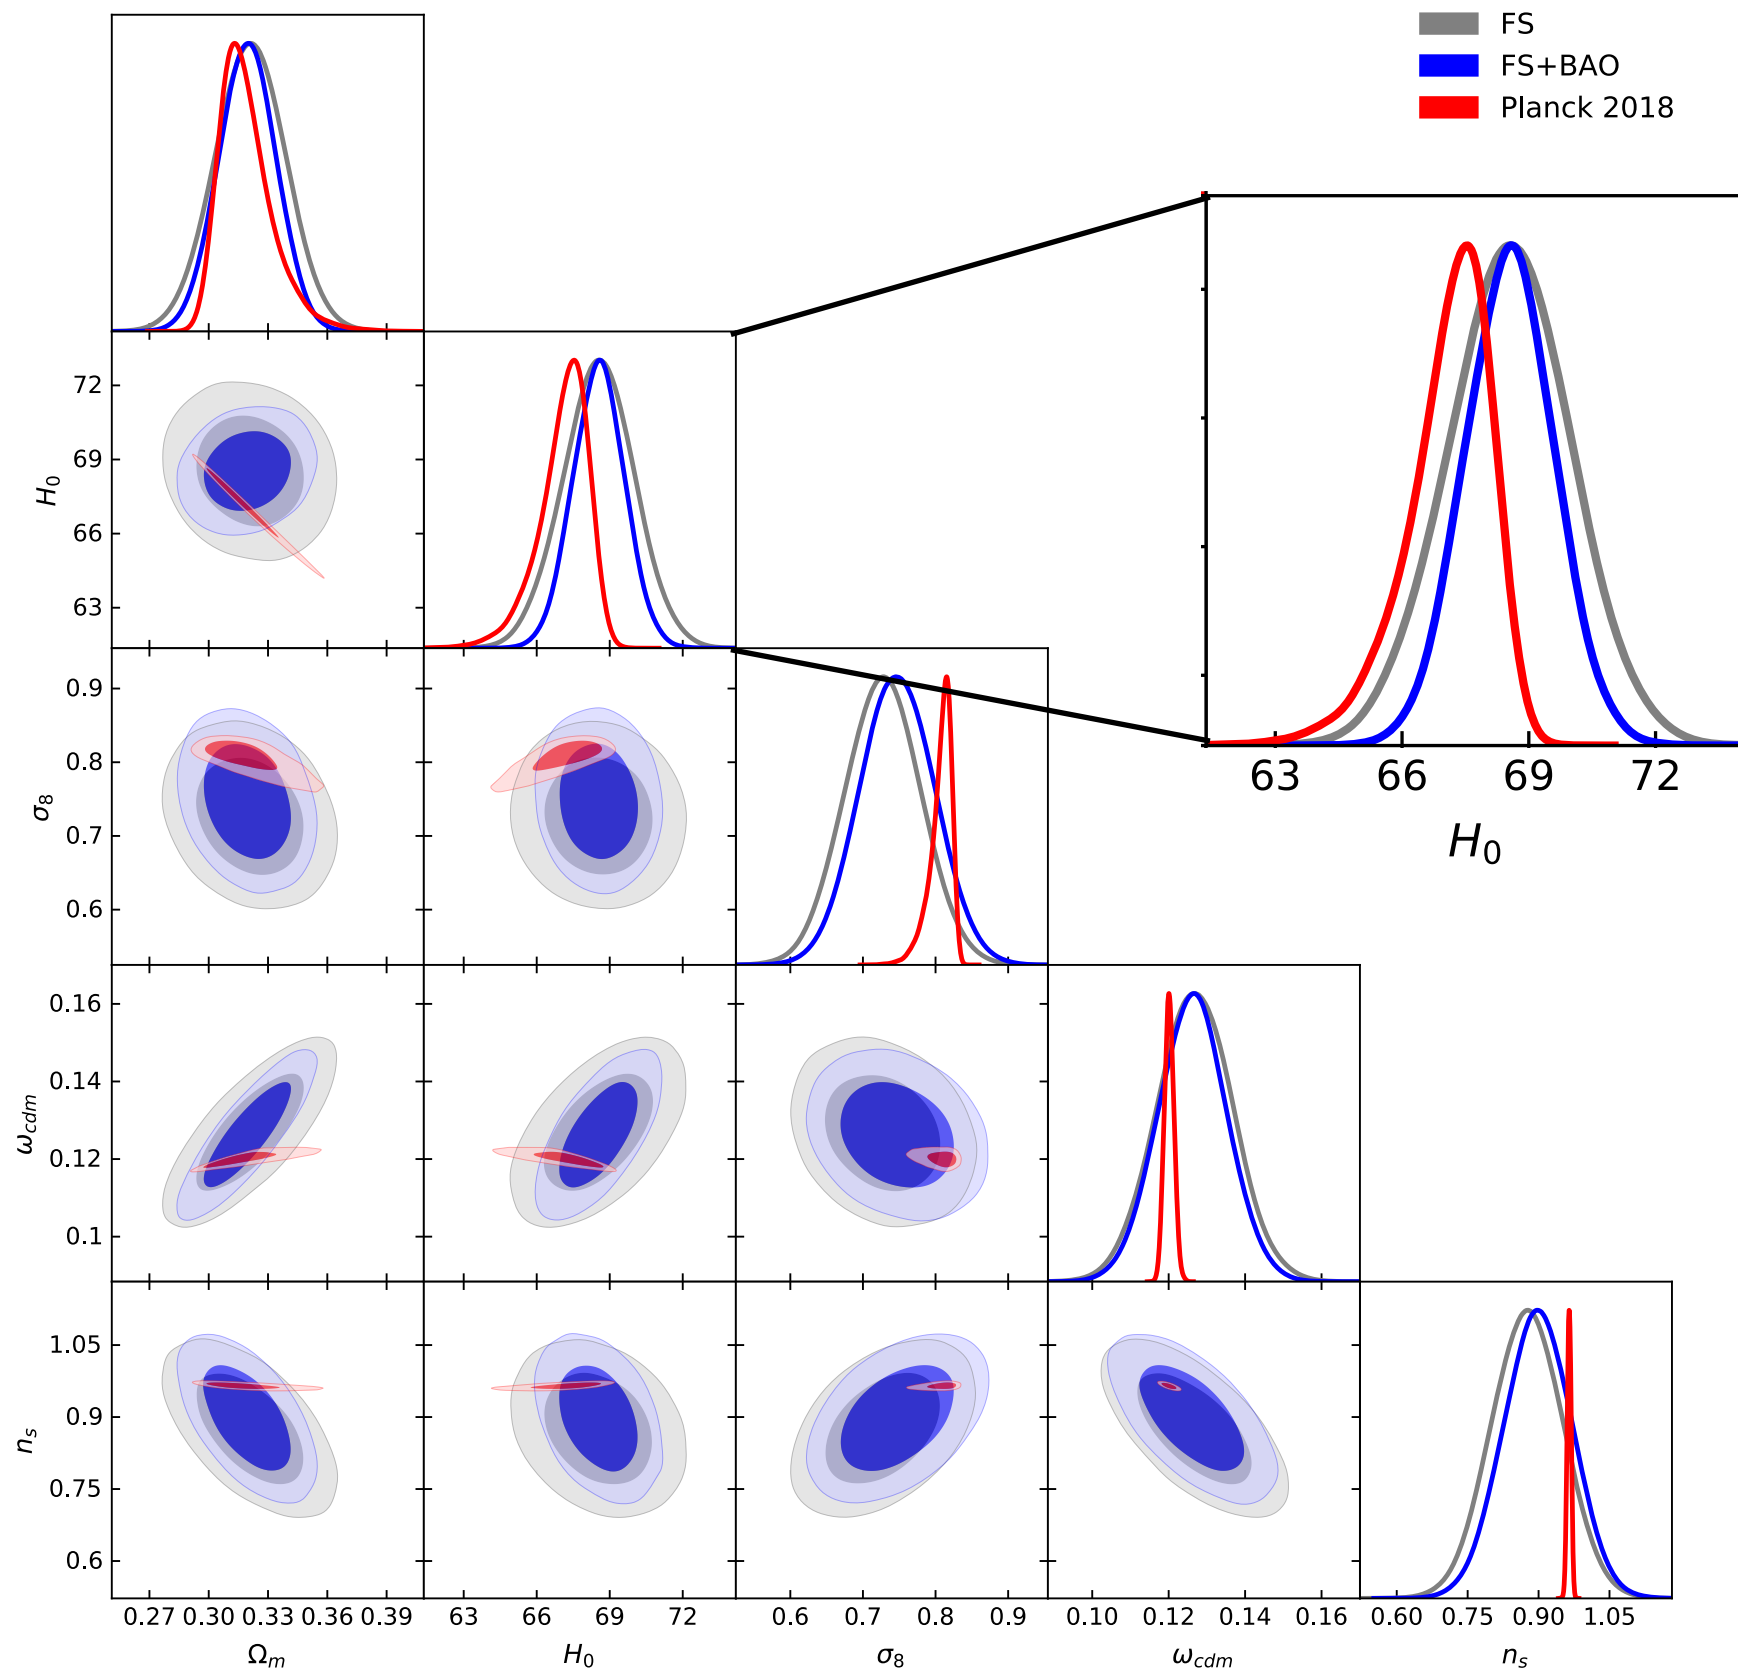 FS
FS+BAO
Planck 2018
63 66 69 72
H0
72
69
66
63
H0
0.9
0.8
0.7
0.6
σ8
0.16
0.14
0.12
0.1
ωcdm
1.05
0.9
0.75
0.6
ns
0.27 0.30 0.33 0.36 0.39
Ωm
63 66 69 72
H0
0.6 0.7 0.8 0.9
σ8
0.10 0.12 0.14 0.16
ωcdm
0.60 0.75 0.90 1.05
ns